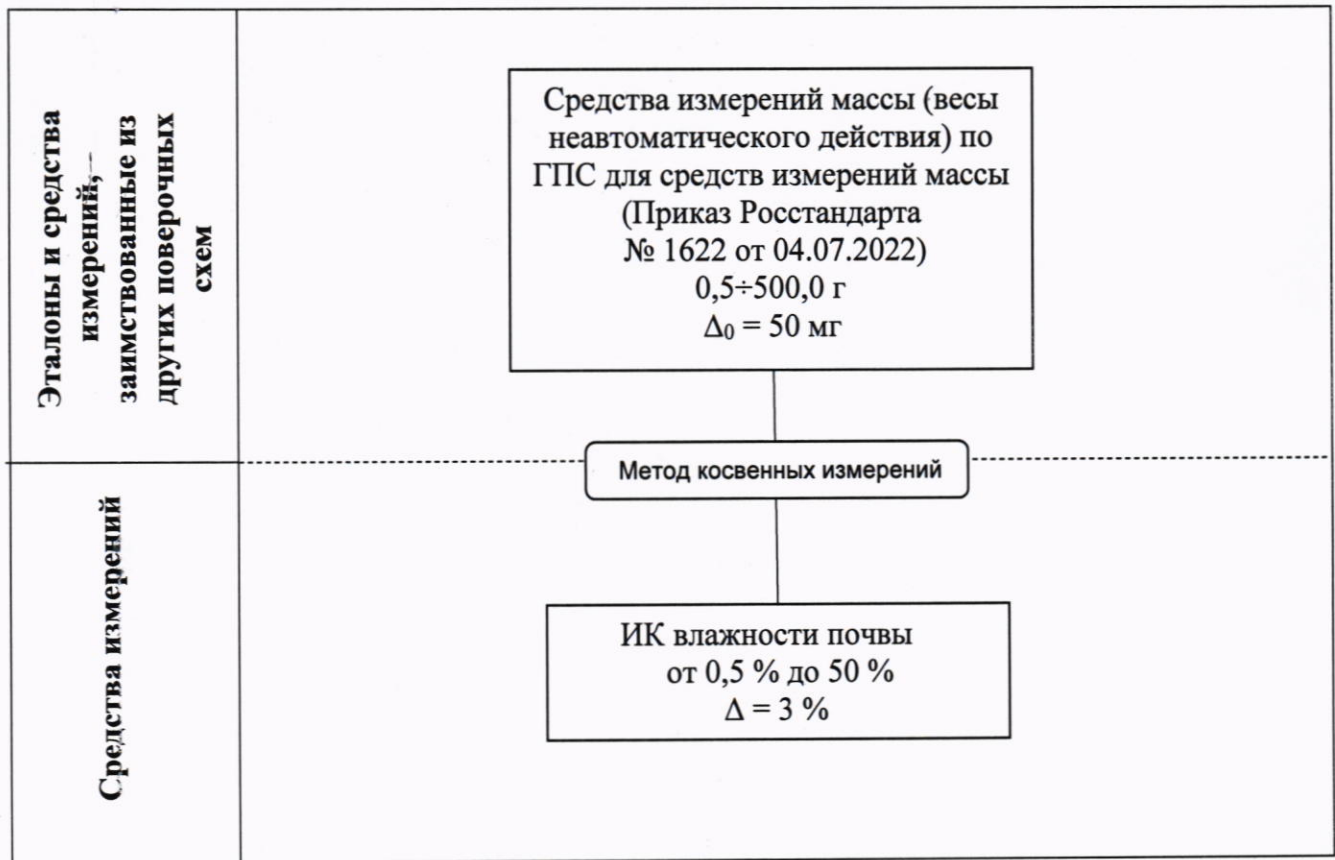 Эталоны и средства
измерений,
заимствованные из
других поверочных
схем
Средства измерений массы (весы
неавтоматического действия) по
ГПС для средств измерений массы
(Приказ Росстандарта
№ 1622 от 04.07.2022)
0,5÷500,0 г
Δ₀ = 50 мг
Метод косвенных измерений
Средства измерений
ИК влажности почвы
от 0,5 % до 50 %
Δ = 3 %